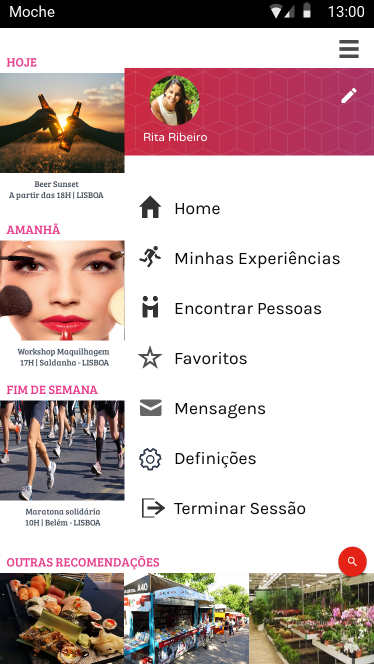 Moche 13:00
HOJE
Rita Ribeiro
Beer Sunset
A partir das 18H | LISBOA
Home
AMANHÃ
Minhas Experiências
Encontrar Pessoas
Workshop Maquilhagem
17H | Saldanha - LISBOA
Favoritos
FIM DE SEMANA
Mensagens
Definições
Maratona solidária
10H | Belém - LISBOA
Terminar Sessão
OUTRAS RECOMENDAÇÕES
A40